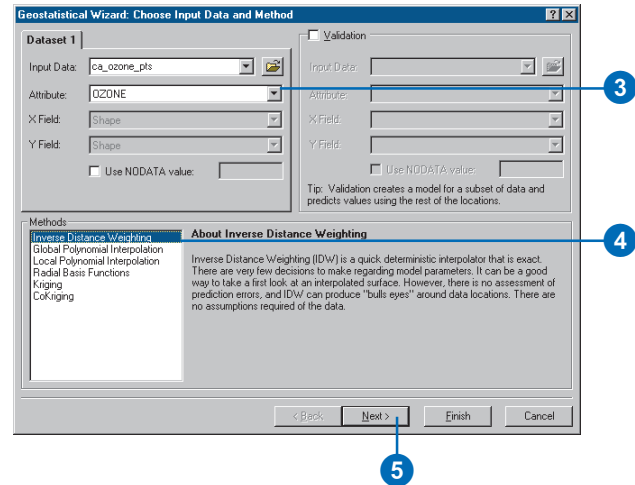 Geostatistical Wizard: Choose Input Data and Method
Dataset 1
Input Data: ca_ozone_pts
Attribute: OZONE
X Field: Shape
Y Field: Shape
Use NODATA value:
Validation
Input Data:
Attribute:
X Field:
Y Field:
Use NODATA value:
Tip: Validation creates a model for a subset of data and
predicts values using the rest of the locations.
3
Methods
Inverse Distance Weighting
Global Polynomial Interpolation
Local Polynomial Interpolation
Radial Basis Functions
Kriging
CoKriging
About Inverse Distance Weighting
Inverse Distance Weighting (IDW) is a quick deterministic interpolator that is exact.
There are very few decisions to make regarding model parameters. It can be a good
way to take a first look at an interpolated surface. However, there is no assessment of
prediction errors, and IDW can produce "bulls eyes" around data locations. There are
no assumptions required of the data.
4
< Back
Next >
Finish
Cancel
5